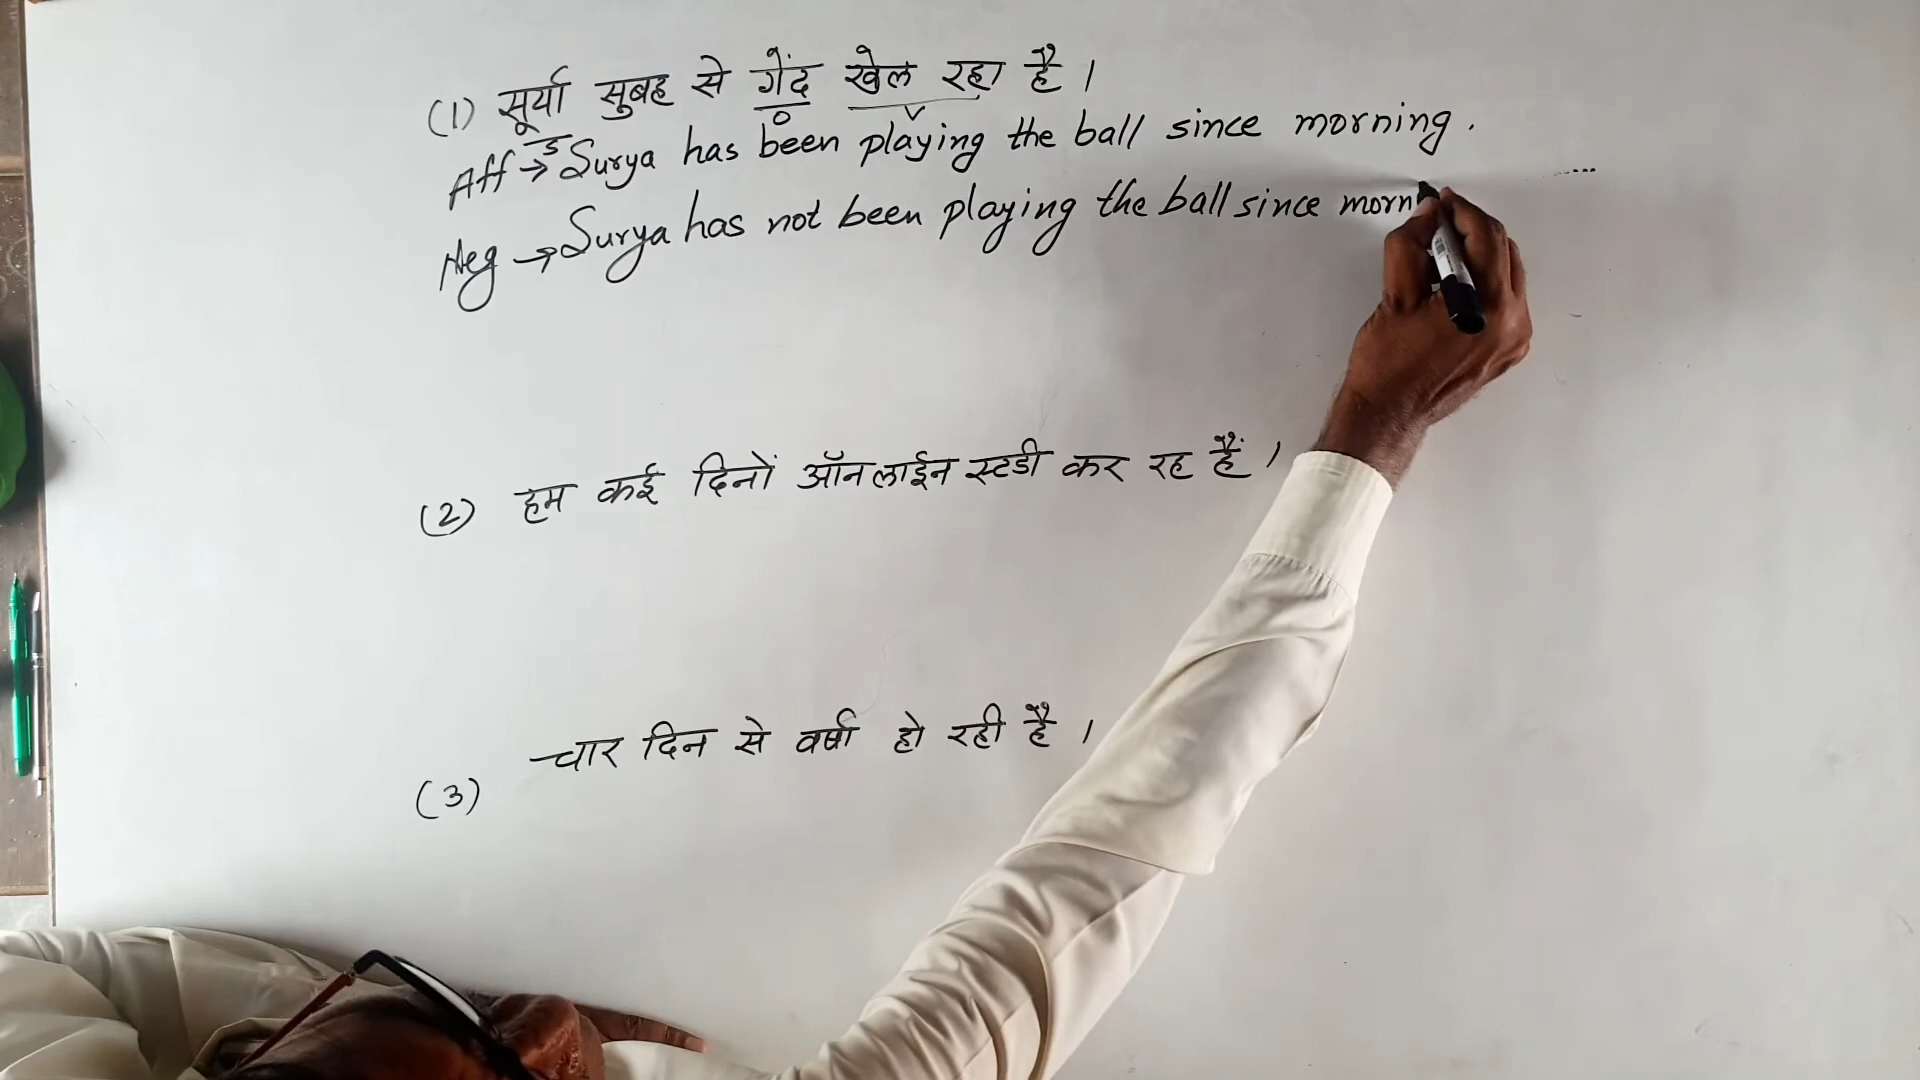 (1) सूर्या सुबह से गेंद खेल रहा है ।
S O V
Aff → Surya has been playing the ball since morning .
Neg → Surya has not been playing the ball since morn
(2) हम कई दिनों ऑनलाईन स्टडी कर रह हैं ।
(3) चार दिन से वर्षा हो रही है ।